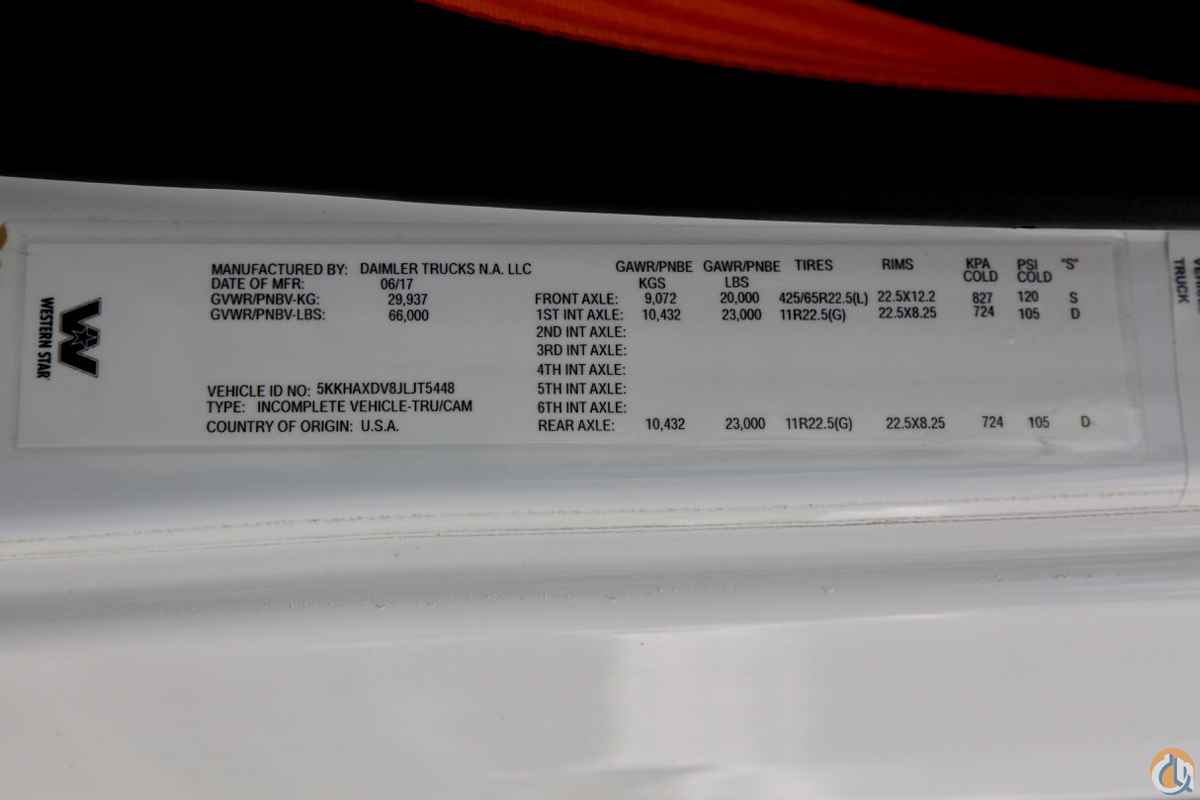 WESTERN STAR
MANUFACTURED BY: DAIMLER TRUCKS N.A. LLC
DATE OF MFR: 06/17
GVWR/PNBV-KG: 29,937
GVWR/PNBV-LBS: 66,000
VEHICLE ID NO: 5KKHAXDV8JLJT5448
TYPE: INCOMPLETE VEHICLE-TRU/CAM
COUNTRY OF ORIGIN: U.S.A.
GAWR/PNBE KGS GAWR/PNBE LBS TIRES RIMS KPA COLD PSI COLD "S"
FRONT AXLE: 9,072 20,000 425/65R22.5(L) 22.5X12.2 827 120 S
1ST INT AXLE: 10,432 23,000 11R22.5(G) 22.5X8.25 724 105 D
2ND INT AXLE:
3RD INT AXLE:
4TH INT AXLE:
5TH INT AXLE:
6TH INT AXLE:
REAR AXLE: 10,432 23,000 11R22.5(G) 22.5X8.25 724 105 D
TRUCK